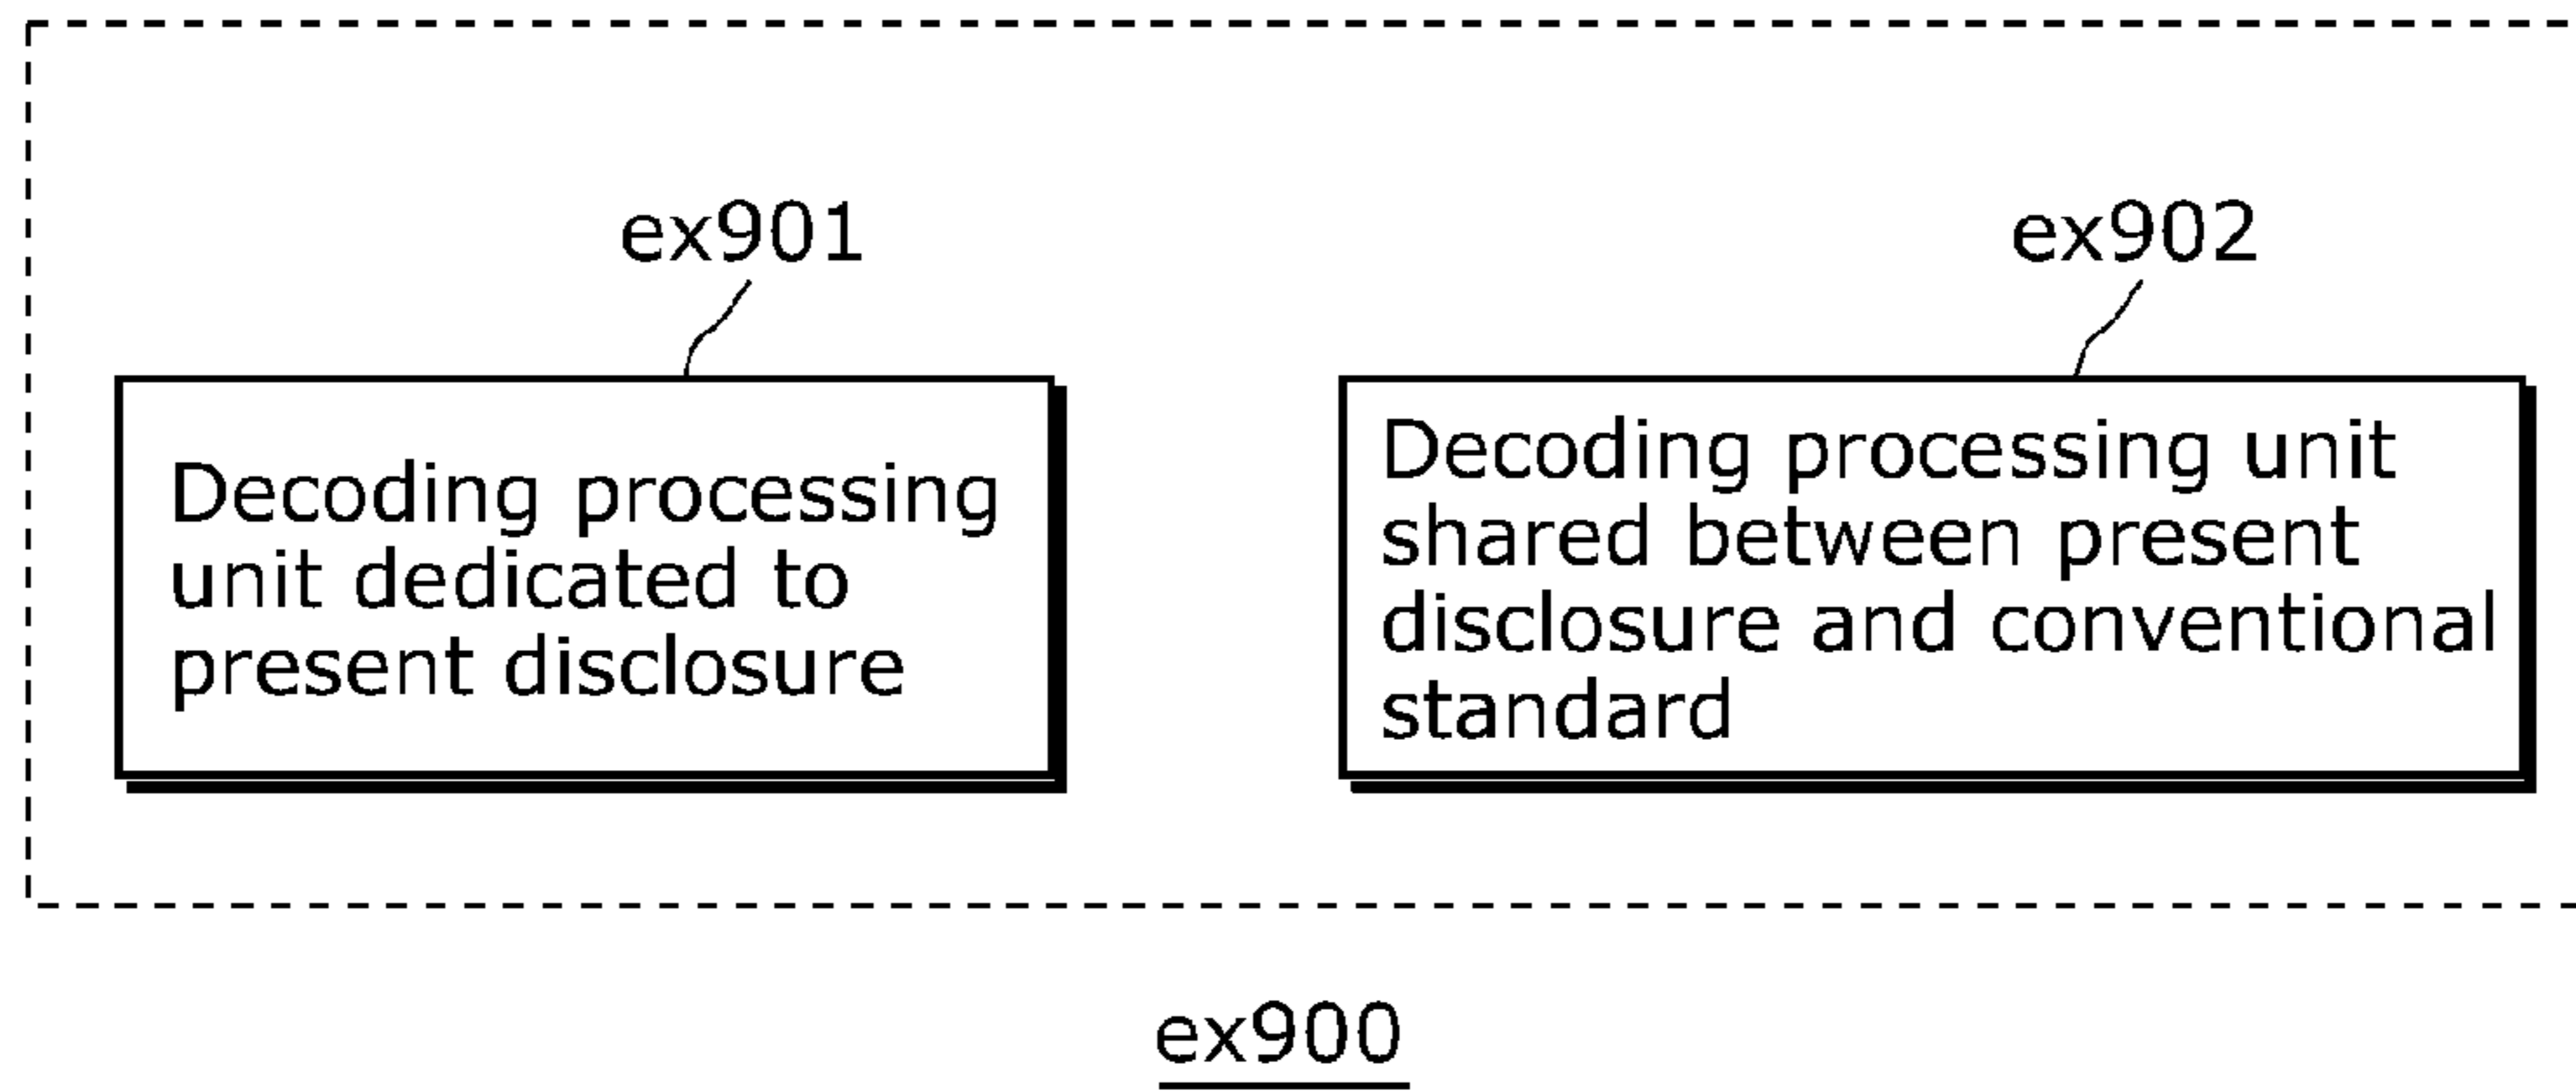 ex901
ex902
Decoding processing
unit dedicated to
present disclosure
Decoding processing unit
shared between present
disclosure and conventional
standard
ex900